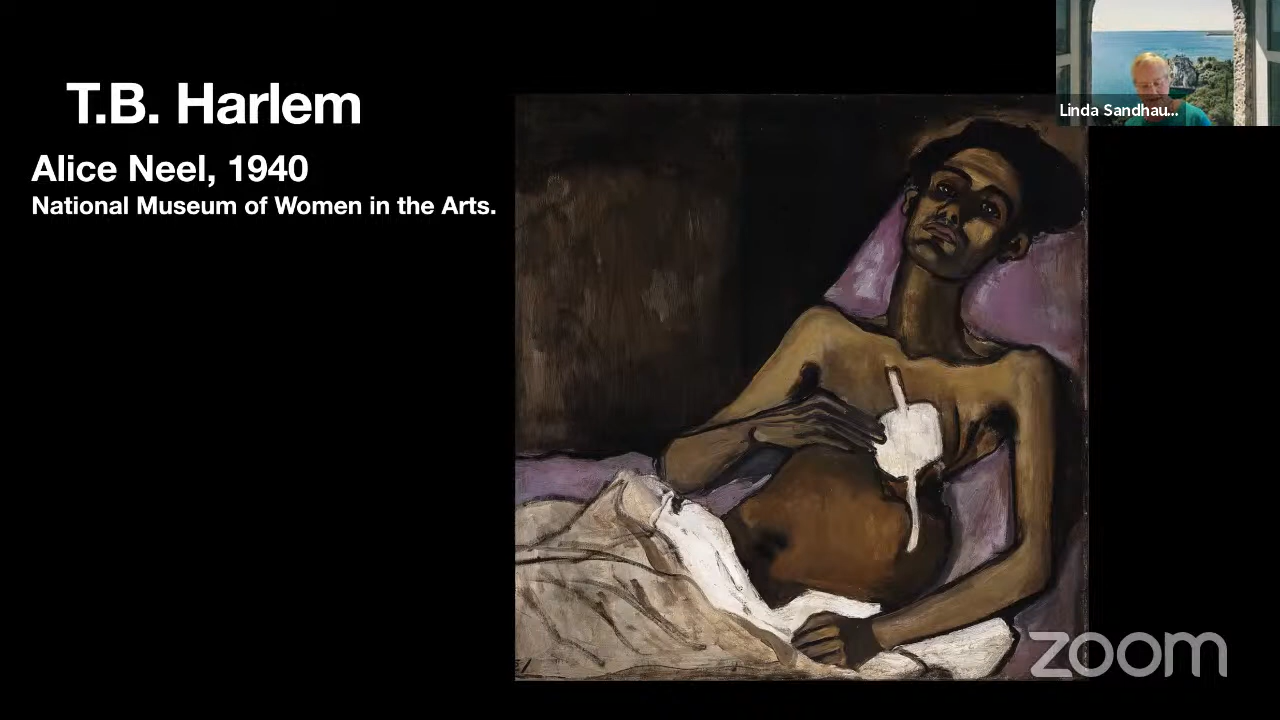 T.B. Harlem
Alice Neel, 1940
National Museum of Women in the Arts.
Linda Sandhau...
zoom